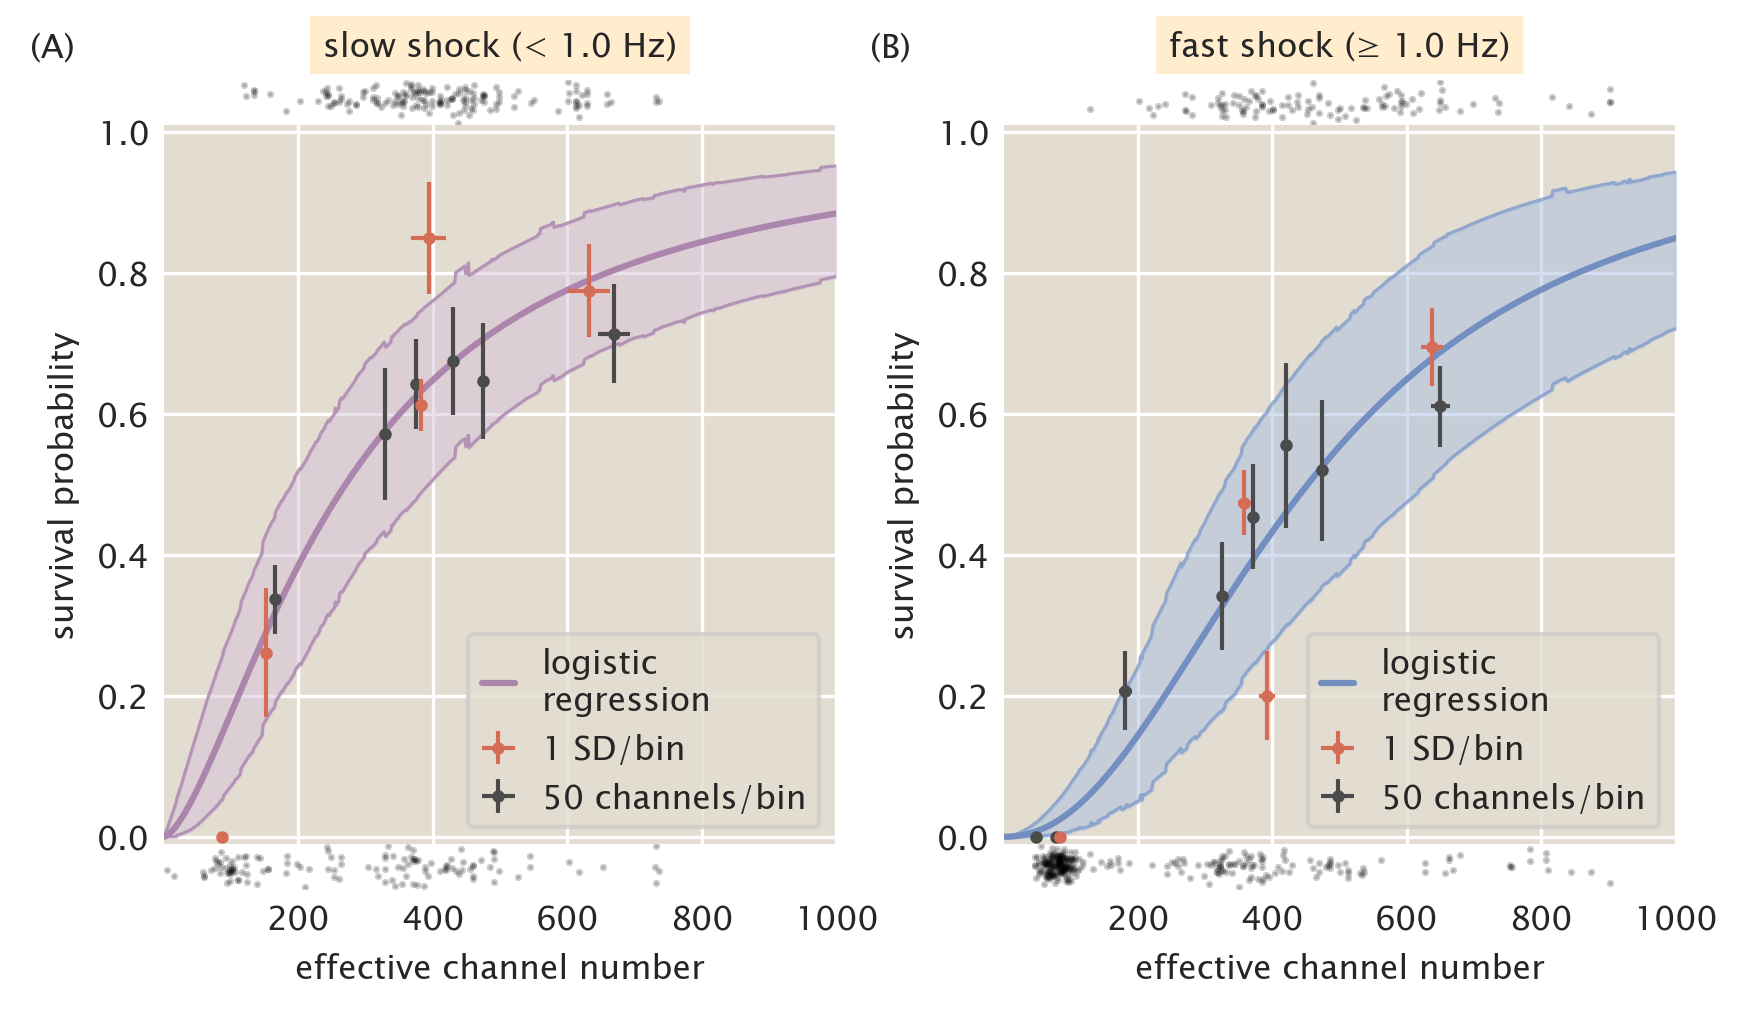 (A)
slow shock (< 1.0 Hz)
1.0
0.8
0.6
0.4
0.2
0.0
survival probability
logistic
regression
1 SD/bin
50 channels/bin
200 400 600 800 1000
effective channel number
(B)
fast shock (≥ 1.0 Hz)
1.0
0.8
0.6
0.4
0.2
0.0
survival probability
logistic
regression
1 SD/bin
50 channels/bin
200 400 600 800 1000
effective channel number